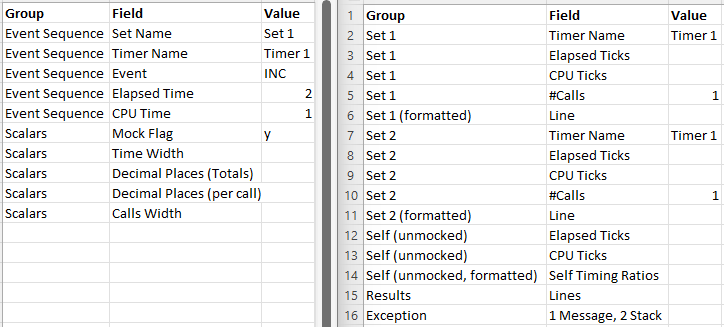 Group Field Value
Event Sequence Set Name Set 1
Event Sequence Timer Name Timer 1
Event Sequence Event INC
Event Sequence Elapsed Time 2
Event Sequence CPU Time 1
Scalars Mock Flag y
Scalars Time Width
Scalars Decimal Places (Totals)
Scalars Decimal Places (per call)
Scalars Calls Width
1 Group Field Value
2 Set 1 Timer Name Timer 1
3 Set 1 Elapsed Ticks
4 Set 1 CPU Ticks
5 Set 1 #Calls 1
6 Set 1 (formatted) Line
7 Set 2 Timer Name Timer 1
8 Set 2 Elapsed Ticks
9 Set 2 CPU Ticks
10 Set 2 #Calls 1
11 Set 2 (formatted) Line
12 Self (unmocked) Elapsed Ticks
13 Self (unmocked) CPU Ticks
14 Self (unmocked, formatted) Self Timing Ratios
15 Results Lines
16 Exception 1 Message, 2 Stack